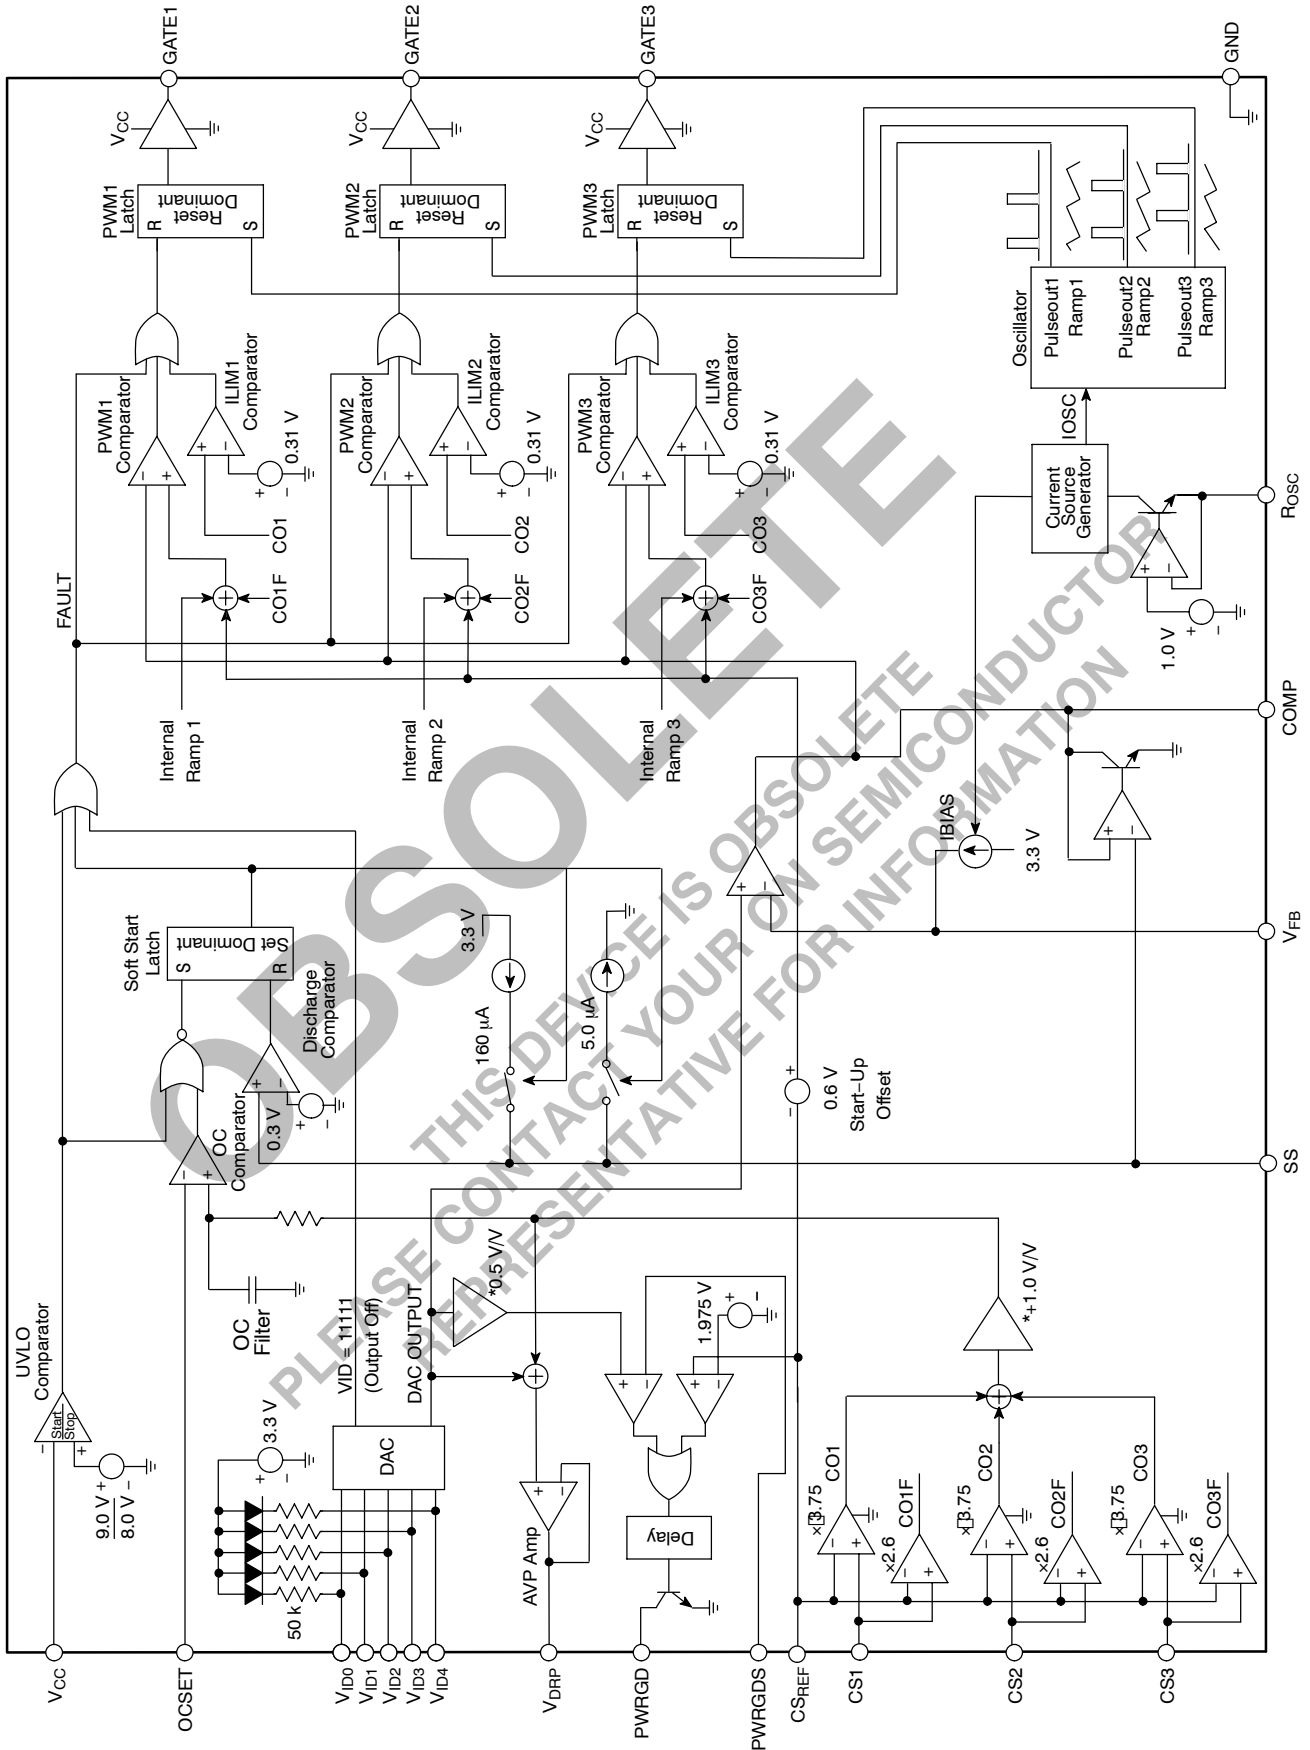 VCC
OCSET
VID0
VID1
VID2
VID3
VID4
VDRP
PWRGD
PWRGDS
CSREF
CS1
CS2
CS3
UVLO
Comparator
Start
Stop
−
+
9.0 V +
8.0 V −
50 k
3.3 V
+
−
DAC
VID = 11111
(Output Off)
DAC OUTPUT
OC
Filter
OC
Comparator
−
+
0.3 V
+
−
Discharge
Comparator
+
−
Soft Start
Latch
S
R
Set Dominant
*0.5 V/V
AVP Amp
+
−
+
Delay
+
−
+
−
1.975 V
+
−
×3.75
CO1
×2.6
CO1F
−
+
−
+
×3.75
CO2
×2.6
CO2F
−
+
−
+
×3.75
CO3
×2.6
CO3F
−
+
−
+
+
*+1.0 V/V
160 μA
3.3 V
5.0 μA
−
+
0.6 V
Start−Up
Offset
+
−
IBIAS
3.3 V
+
−
FAULT
Internal
Ramp 1
+
CO1F
CO1
PWM1
Comparator
−
+
ILIM1
Comparator
+
−
+
−
0.31 V
PWM1
Latch
R
S
Reset
Dominant
VCC
GATE1
Internal
Ramp 2
+
CO2F
CO2
PWM2
Comparator
−
+
ILIM2
Comparator
+
−
+
−
0.31 V
PWM2
Latch
R
S
Reset
Dominant
VCC
GATE2
Internal
Ramp 3
+
CO3F
CO3
PWM3
Comparator
−
+
ILIM3
Comparator
+
−
+
−
0.31 V
PWM3
Latch
R
S
Reset
Dominant
VCC
GATE3
1.0 V
+
−
+
−
Current
Source
Generator
IOSC
Oscillator
Pulseout1
Ramp1
Pulseout2
Ramp2
Pulseout3
Ramp3
SS
VFB
COMP
ROSC
GND
OBSOLETE
THIS DEVICE IS OBSOLETE
PLEASE CONTACT YOUR ON SEMICONDUCTOR
REPRESENTATIVE FOR INFORMATION